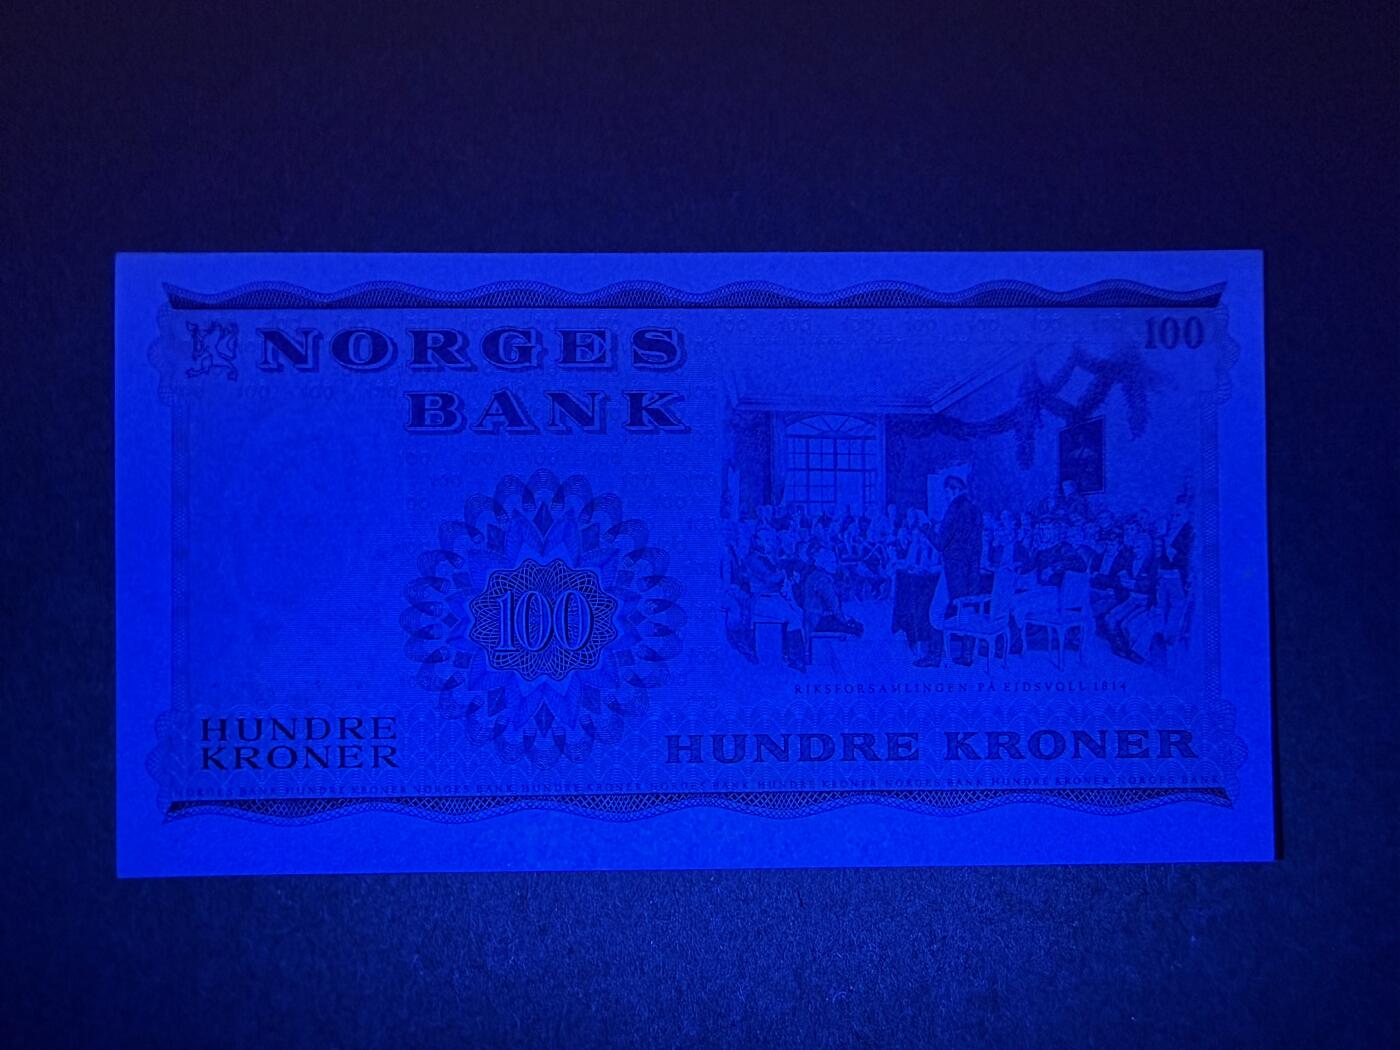 NORGES
BANK
100
100
RIKSFORSAMLINGEN PÅ EIDSVOLL 1814
HUNDRE
KRONER
HUNDRE KRONER
NORGES BANK HUNDRE KRONER NORGES BANK HUNDRE KRONER NORGES BANK HUNDRE KRONER NORGES BANK HUNDRE KRONER NORGES BANK